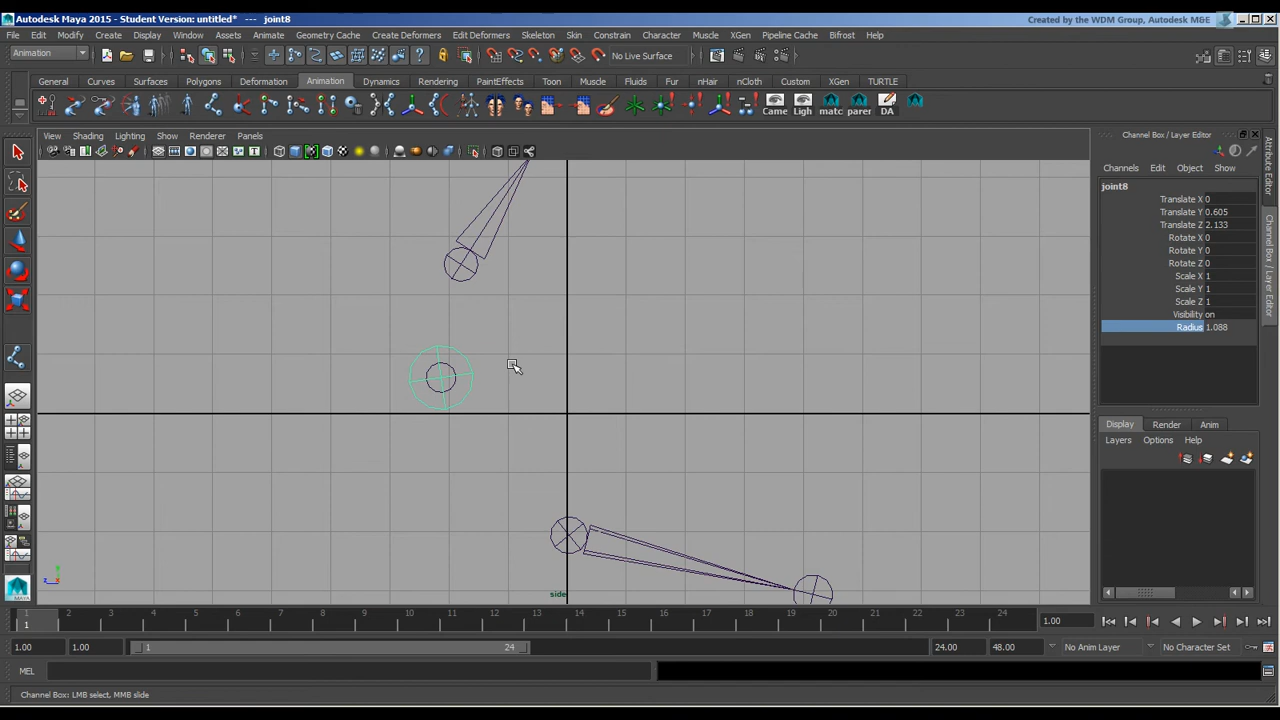 Autodesk Maya 2015 - Student Version: untitled* --- joint8
Created by the WDM Group, Autodesk M&E
File Edit Modify Create Display Window Assets Animate Geometry Cache Create Deformers Edit Deformers Skeleton Skin Constrain Character Muscle XGen Pipeline Cache Bifrost Help
Animation No Live Surface
General Curves Surfaces Polygons Deformation Animation Dynamics Rendering PaintEffects Toon Muscle Fluids Fur nHair nCloth Custom XGen TURTLE
Came Ligh matc parer DA
View Shading Lighting Show Renderer Panels
Channel Box / Layer Editor
Channels Edit Object Show
joint8
Translate X 0
Translate Y 0.605
Translate Z 2.133
Rotate X 0
Rotate Y 0
Rotate Z 0
Scale X 1
Scale Y 1
Scale Z 1
Visibility on
Radius 1.088
Attribute Editor
Channel Box / Layer Editor
Display Render Anim
Layers Options Help
y
z
side
1 2 3 4 5 6 7 8 9 10 11 12 13 14 15 16 17 18 19 20 21 22 23 24
1
1.00
1.00 1.00 1 24 24.00 48.00 No Anim Layer No Character Set
MEL
Channel Box: LMB select, MMB slide